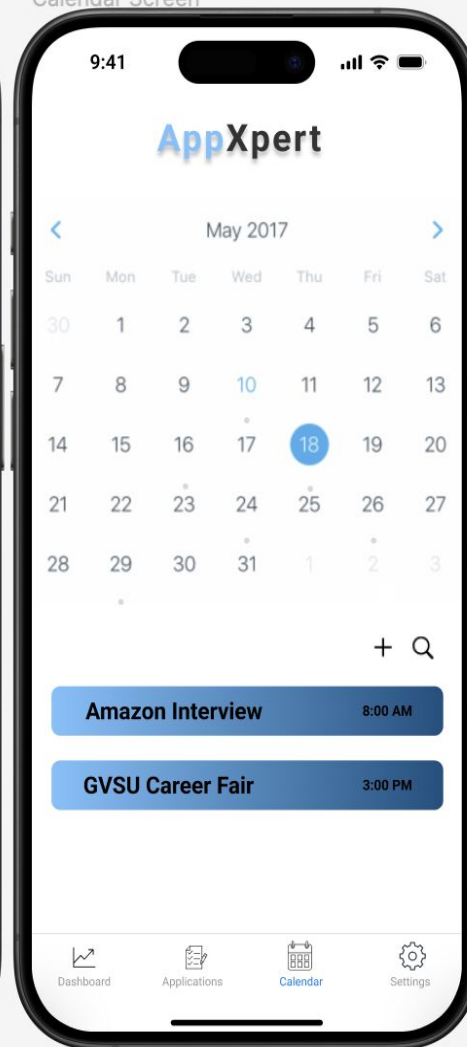 Calendar Screen
9:41
AppXpert
May 2017
Sun Mon Tue Wed Thu Fri Sat
30 1 2 3 4 5 6
7 8 9 10 11 12 13
14 15 16 17 18 19 20
21 22 23 24 25 26 27
28 29 30 31 1 2 3
Amazon Interview 8:00 AM
GVSU Career Fair 3:00 PM
Dashboard Applications Calendar Settings